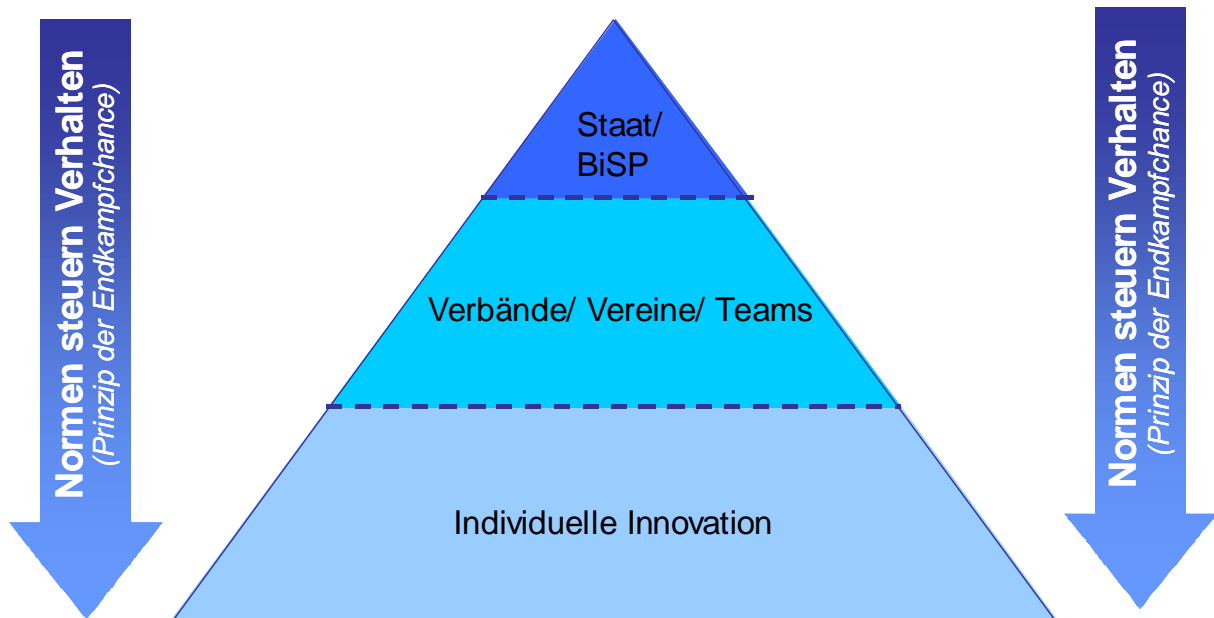 Normen steuern Verhalten
(Prinzip der Endkampfchance)
Staat/
BiSP
Verbände/ Vereine/ Teams
Individuelle Innovation
Normen steuern Verhalten
(Prinzip der Endkampfchance)